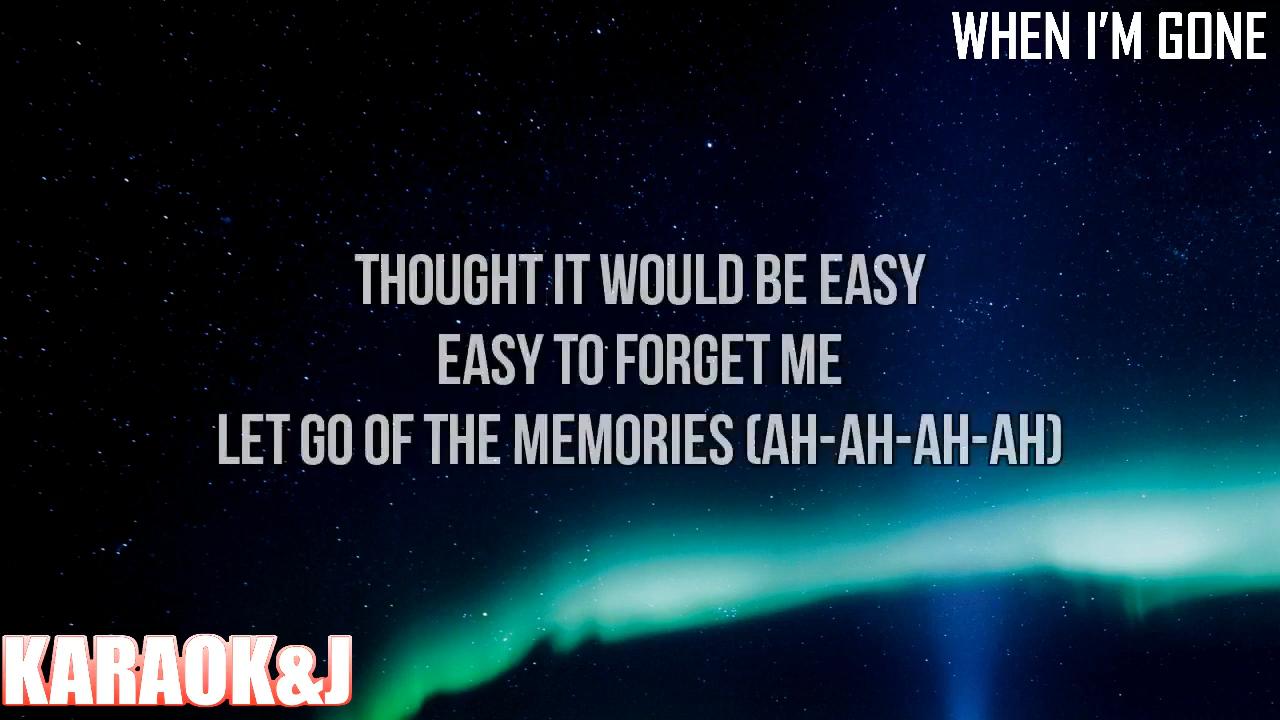 WHEN I'M GONE
THOUGHT IT WOULD BE EASY
EASY TO FORGET ME
LET GO OF THE MEMORIES (AH-AH-AH-AH)
KARAOK&J